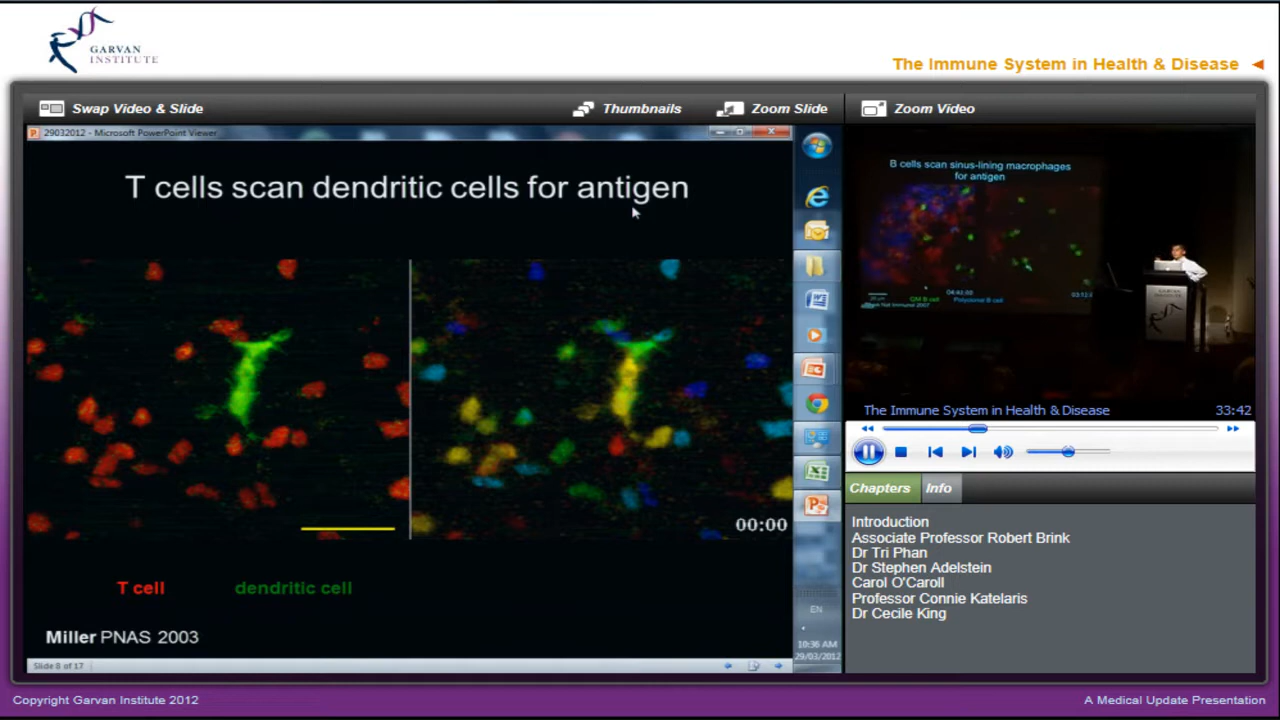 GARVAN
INSTITUTE
The Immune System in Health & Disease
Swap Video & Slide
Thumbnails
Zoom Slide
Zoom Video
29032012 - Microsoft PowerPoint Viewer
T cells scan dendritic cells for antigen
00:00
T cell
dendritic cell
Miller PNAS 2003
Slide 8 of 17
EN
10:36 AM
29/03/2012
B cells scan sinus-lining macrophages
for antigen
The Immune System in Health & Disease
33:42
Chapters
Info
Introduction
Associate Professor Robert Brink
Dr Tri Phan
Dr Stephen Adelstein
Carol O'Caroll
Professor Connie Katelaris
Dr Cecile King
Copyright Garvan Institute 2012
A Medical Update Presentation